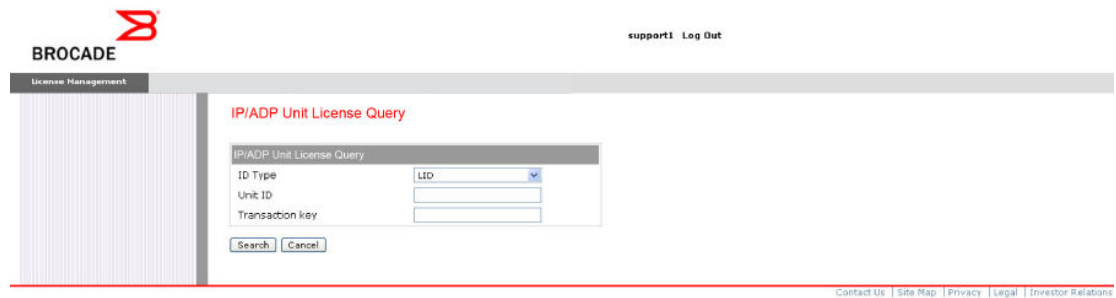 BROCADE
support1 Log Out
License Management
IP/ADP Unit License Query
IP/ADP Unit License Query
ID Type LID
Unit ID
Transaction key
Search Cancel
Contact Us | Site Map | Privacy | Legal | Investor Relations